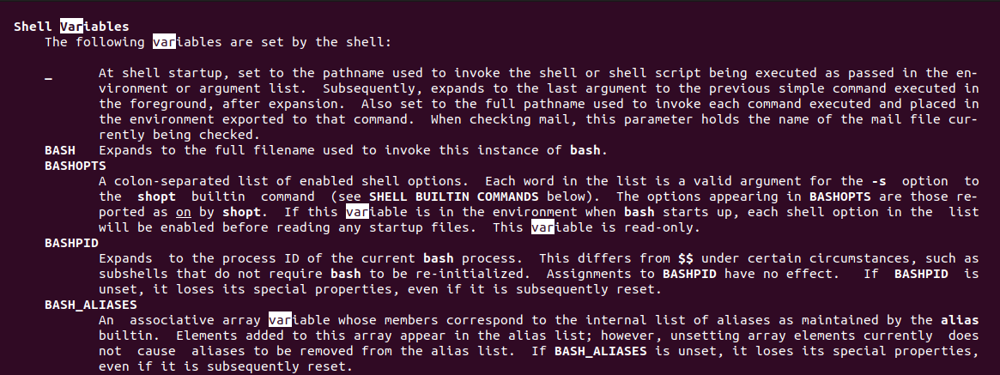 Shell Variables
The following variables are set by the shell:
_ At shell startup, set to the pathname used to invoke the shell or shell script being executed as passed in the en-
vironment or argument list. Subsequently, expands to the last argument to the previous simple command executed in
the foreground, after expansion. Also set to the full pathname used to invoke each command executed and placed in
the environment exported to that command. When checking mail, this parameter holds the name of the mail file cur-
rently being checked.
BASH Expands to the full filename used to invoke this instance of bash.
BASHOPTS
A colon-separated list of enabled shell options. Each word in the list is a valid argument for the -s option to
the shopt builtin command (see SHELL BUILTIN COMMANDS below). The options appearing in BASHOPTS are those re-
ported as on by shopt. If this variable is in the environment when bash starts up, each shell option in the list
will be enabled before reading any startup files. This variable is read-only.
BASHPID
Expands to the process ID of the current bash process. This differs from $$ under certain circumstances, such as
subshells that do not require bash to be re-initialized. Assignments to BASHPID have no effect. If BASHPID is
unset, it loses its special properties, even if it is subsequently reset.
BASH_ALIASES
An associative array variable whose members correspond to the internal list of aliases as maintained by the alias
builtin. Elements added to this array appear in the alias list; however, unsetting array elements currently does
not cause aliases to be removed from the alias list. If BASH_ALIASES is unset, it loses its special properties,
even if it is subsequently reset.